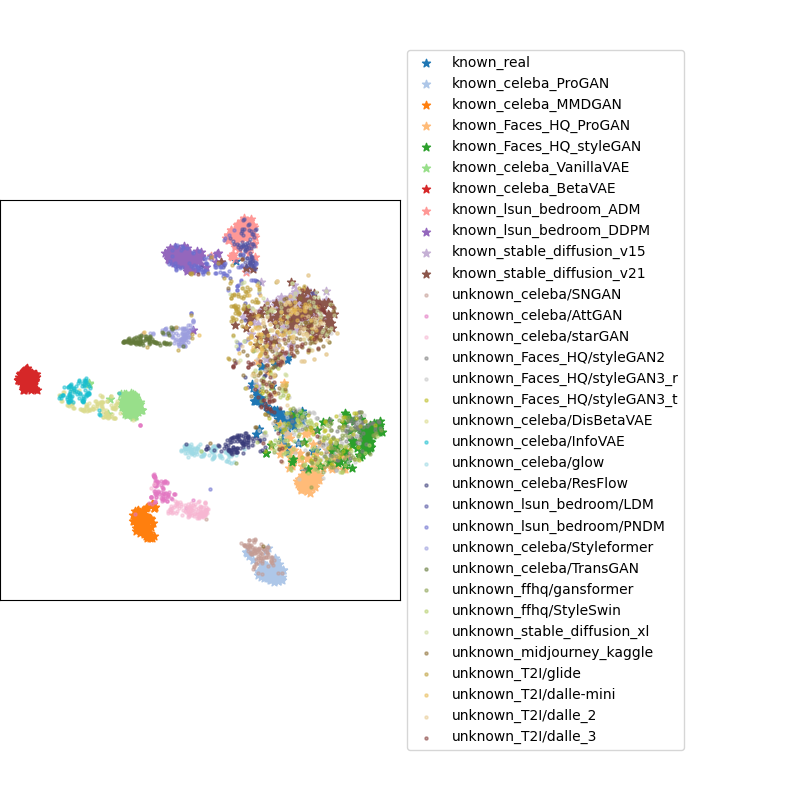 known_real
known_celeba_ProGAN
known_celeba_MMDGAN
known_Faces_HQ_ProGAN
known_Faces_HQ_styleGAN
known_celeba_VanillaVAE
known_celeba_BetaVAE
known_lsun_bedroom_ADM
known_lsun_bedroom_DDPM
known_stable_diffusion_v15
known_stable_diffusion_v21
unknown_celeba/SNGAN
unknown_celeba/AttGAN
unknown_celeba/starGAN
unknown_Faces_HQ/styleGAN2
unknown_Faces_HQ/styleGAN3_r
unknown_Faces_HQ/styleGAN3_t
unknown_celeba/DisBetaVAE
unknown_celeba/InfoVAE
unknown_celeba/glow
unknown_celeba/ResFlow
unknown_lsun_bedroom/LDM
unknown_lsun_bedroom/PNDM
unknown_celeba/Styleformer
unknown_celeba/TransGAN
unknown_ffhq/gansformer
unknown_ffhq/StyleSwin
unknown_stable_diffusion_xl
unknown_midjourney_kaggle
unknown_T2I/glide
unknown_T2I/dalle-mini
unknown_T2I/dalle_2
unknown_T2I/dalle_3